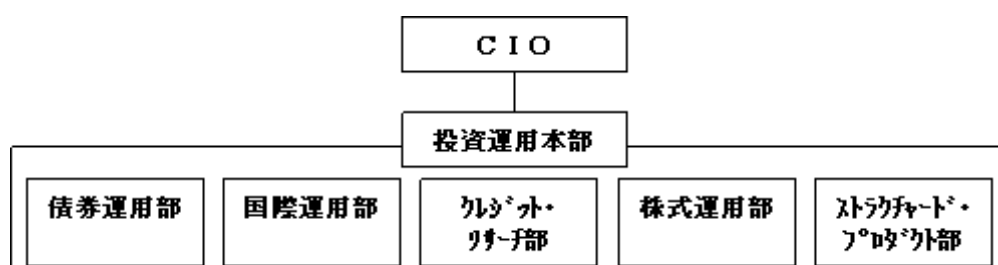 ＣＩＯ
投資運用本部
債券運用部
国際運用部
ｸﾚｼﾞｯﾄ・
ﾘｻｰﾁ部
株式運用部
ｽﾄﾗｸﾁｬｰﾄﾞ・
ﾌﾟﾛﾀﾞｸﾄ部